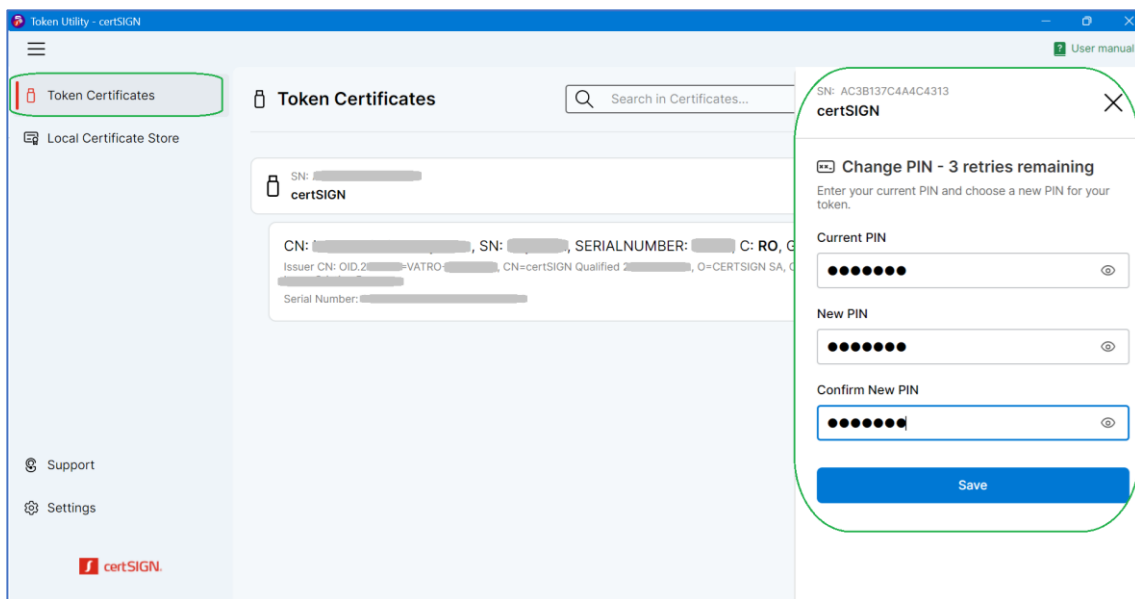 Token Utility - certSIGN
User manual
Token Certificates
Local Certificate Store
Support
Settings
certSIGN.
Token Certificates
Search in Certificates...
SN:
certSIGN
CN: , SN: , SERIALNUMBER: C: RO, G
Issuer CN: OID.2 =VATRO- , CN=certSIGN Qualified 2 , O=CERTSIGN SA,
Serial Number:
SN: AC3B137C4A4C4313
certSIGN
Change PIN - 3 retries remaining
Enter your current PIN and choose a new PIN for your
token.
Current PIN
●●●●●●●
New PIN
●●●●●●●
Confirm New PIN
●●●●●●●
Save